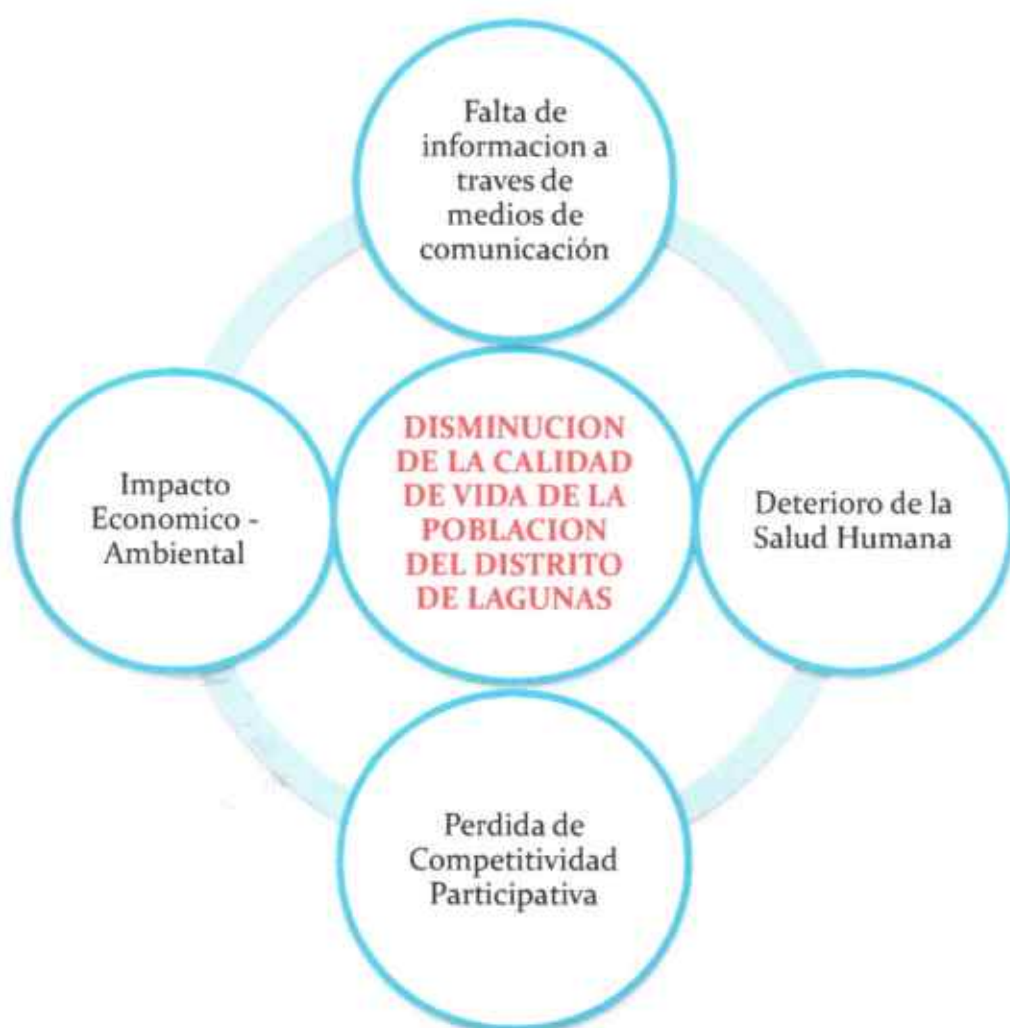 Falta de
informacion a
traves de
medios de
comunicación
Impacto
Economico -
Ambiental
DISMINUCION
DE LA CALIDAD
DE VIDA DE LA
POBLACION
DEL DISTRITO
DE LAGUNAS
Deterioro de la
Salud Humana
Perdida de
Competitividad
Participativa